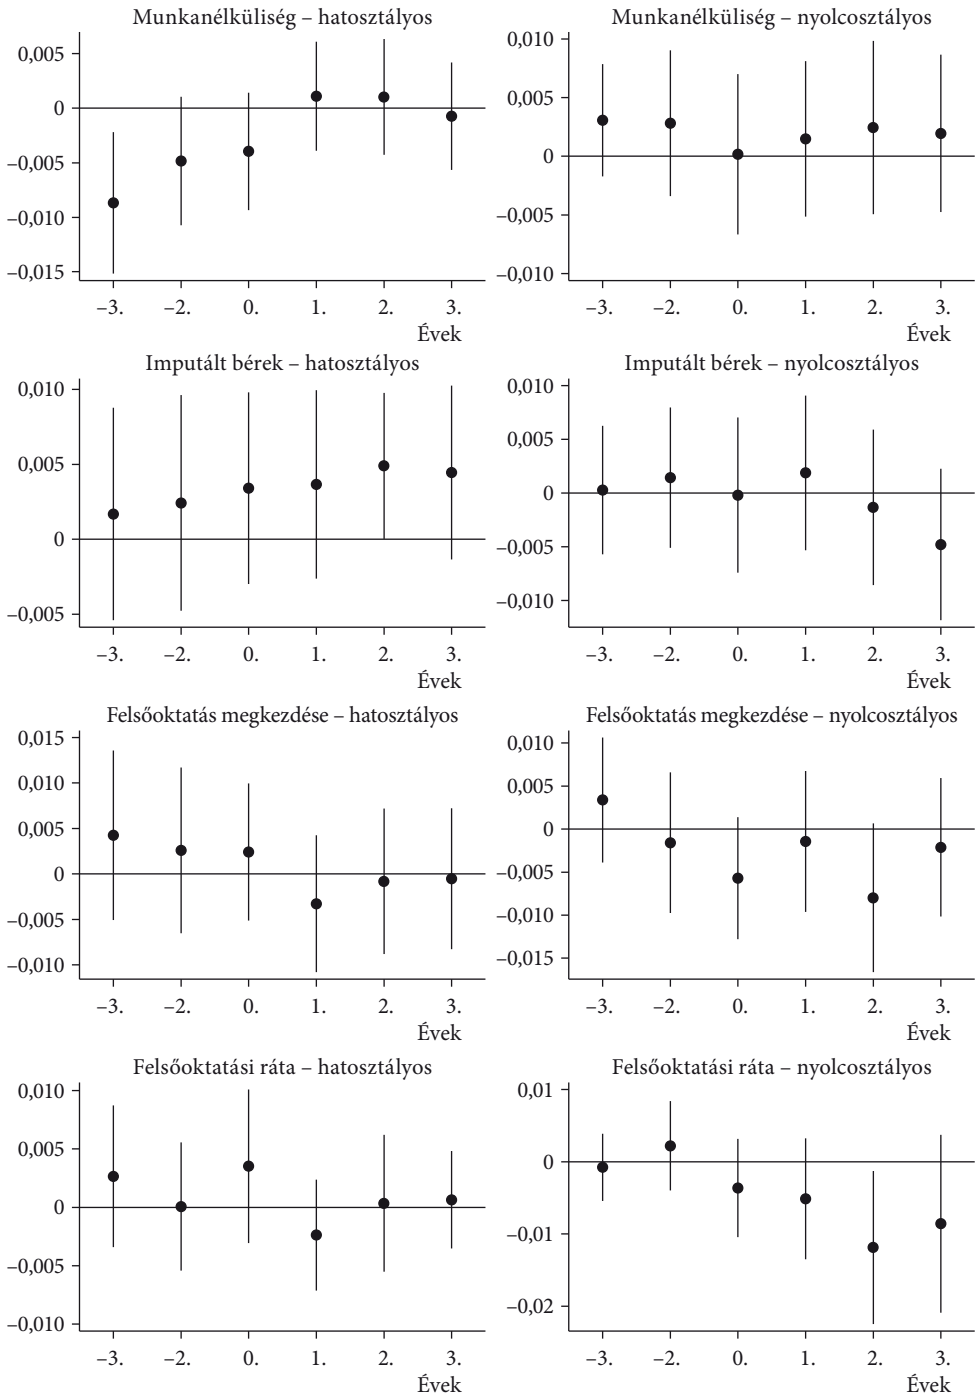 Munkanélküliség – hatosztályos
0,005
0
–0,005
–0,010
–0,015
–3. –2. 0. 1. 2. 3.
Évek
Munkanélküliség – nyolcosztályos
0,010
0,005
0
–0,005
–0,010
–3. –2. 0. 1. 2. 3.
Évek
Imputált bérek – hatosztályos
0,010
0,005
0
–0,005
–3. –2. 0. 1. 2. 3.
Évek
Imputált bérek – nyolcosztályos
0,010
0,005
0
–0,005
–0,010
–3. –2. 0. 1. 2. 3.
Évek
Felsőoktatás megkezdése – hatosztályos
0,015
0,010
0,005
0
–0,005
–0,010
–3. –2. 0. 1. 2. 3.
Évek
Felsőoktatás megkezdése – nyolcosztályos
0,010
0,005
0
–0,005
–0,010
–0,015
–3. –2. 0. 1. 2. 3.
Évek
Felsőoktatási ráta – hatosztályos
0,010
0,005
0
–0,005
–0,010
–3. –2. 0. 1. 2. 3.
Évek
Felsőoktatási ráta – nyolcosztályos
0,01
0
–0,01
–0,02
–3. –2. 0. 1. 2. 3.
Évek